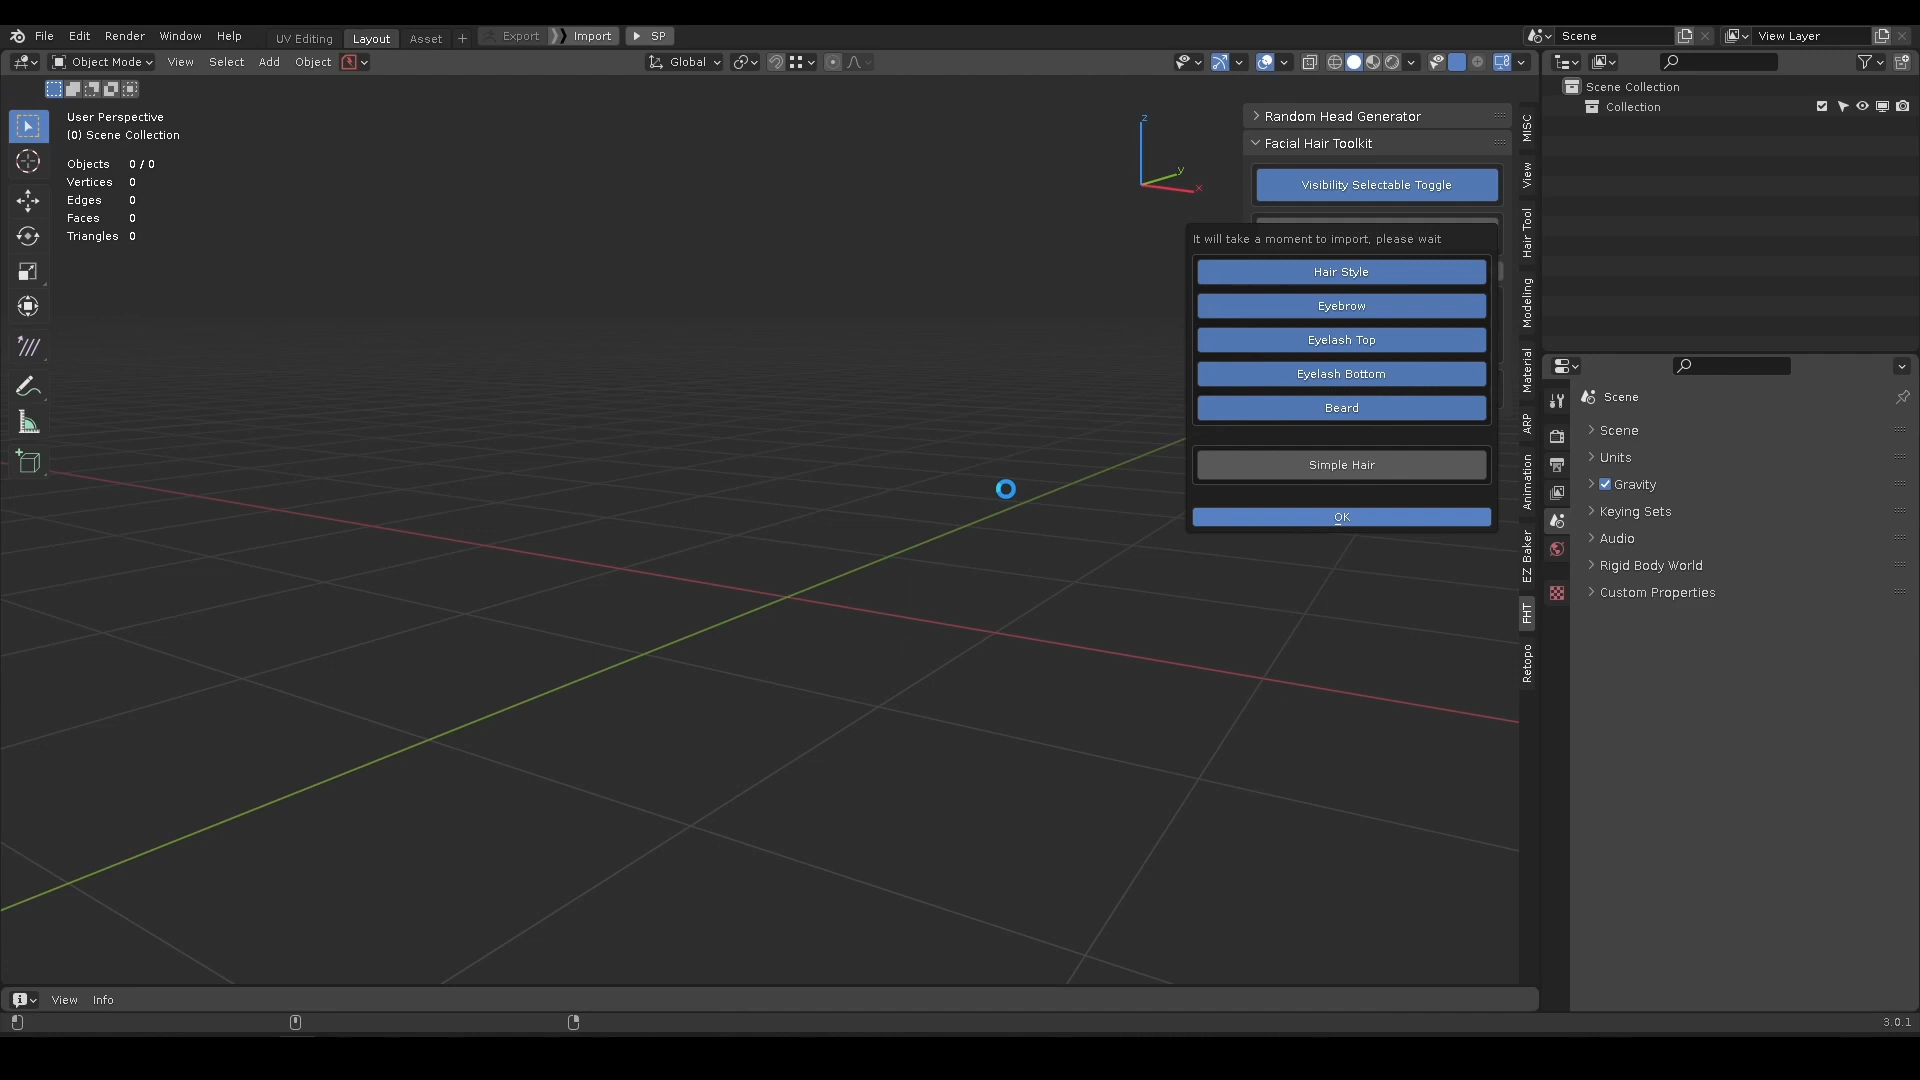 File Edit Render Window Help UV Editing Layout Asset + Export Import SP Scene View Layer
Object Mode View Select Add Object Global
User Perspective
(0) Scene Collection
Objects 0 / 0
Vertices 0
Edges 0
Faces 0
Triangles 0
z
y
x
Random Head Generator
Facial Hair Toolkit
Visibility Selectable Toggle
It will take a moment to import, please wait
Hair Style
Eyebrow
Eyelash Top
Eyelash Bottom
Beard
Simple Hair
OK
MISC
View
Hair Tool
Modeling
Material
ARP
Animation
EZ Baker
FHT
Retopo
Scene Collection
Collection
Scene
Scene
Units
Gravity
Keying Sets
Audio
Rigid Body World
Custom Properties
View Info
3.0.1